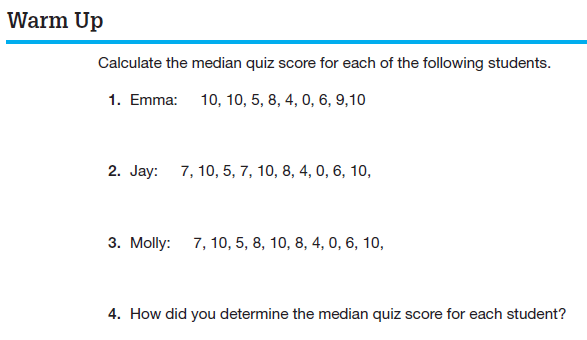 Warm Up
Calculate the median quiz score for each of the following students.
1. Emma: 10, 10, 5, 8, 4, 0, 6, 9,10
2. Jay: 7, 10, 5, 7, 10, 8, 4, 0, 6, 10,
3. Molly: 7, 10, 5, 8, 10, 8, 4, 0, 6, 10,
4. How did you determine the median quiz score for each student?